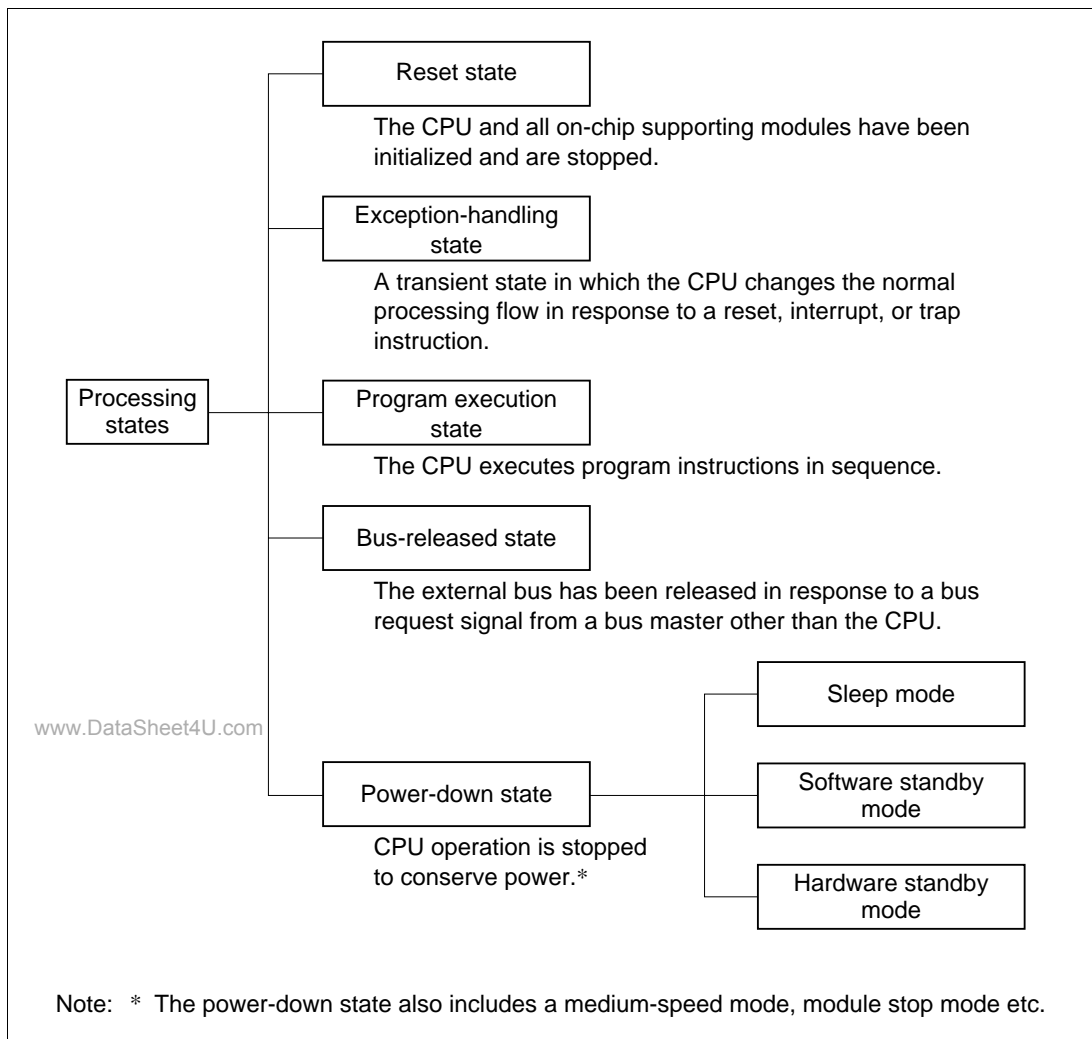 Reset state
The CPU and all on-chip supporting modules have been
initialized and are stopped.
Exception-handling
state
A transient state in which the CPU changes the normal
processing flow in response to a reset, interrupt, or trap
instruction.
Processing
states
Program execution
state
The CPU executes program instructions in sequence.
Bus-released state
The external bus has been released in response to a bus
request signal from a bus master other than the CPU.
Sleep mode
www.DataSheet4U.com
Power-down state
Software standby
mode
CPU operation is stopped
to conserve power.*
Hardware standby
mode
Note: * The power-down state also includes a medium-speed mode, module stop mode etc.